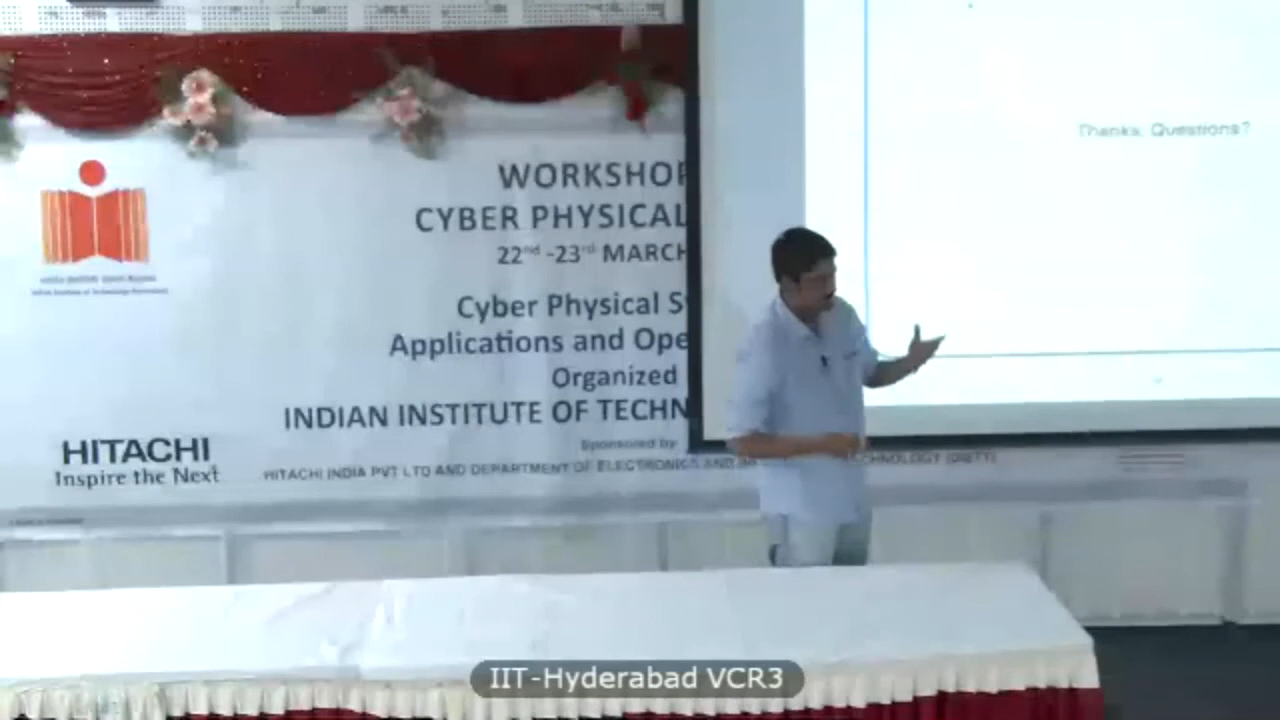 WORKSHOP
CYBER PHYSICAL
22nd -23rd MARCH
Cyber Physical S
Applications and Ope
Organized
INDIAN INSTITUTE OF TECHN
Sponsored by
HITACHI INDIA PVT LTD AND DEPARTMENT OF ELECTRONICS AND
CHNOLOGY (DEITY)
HITACHI
Inspire the Next
Thanks. Questions?
IIT-Hyderabad VCR3